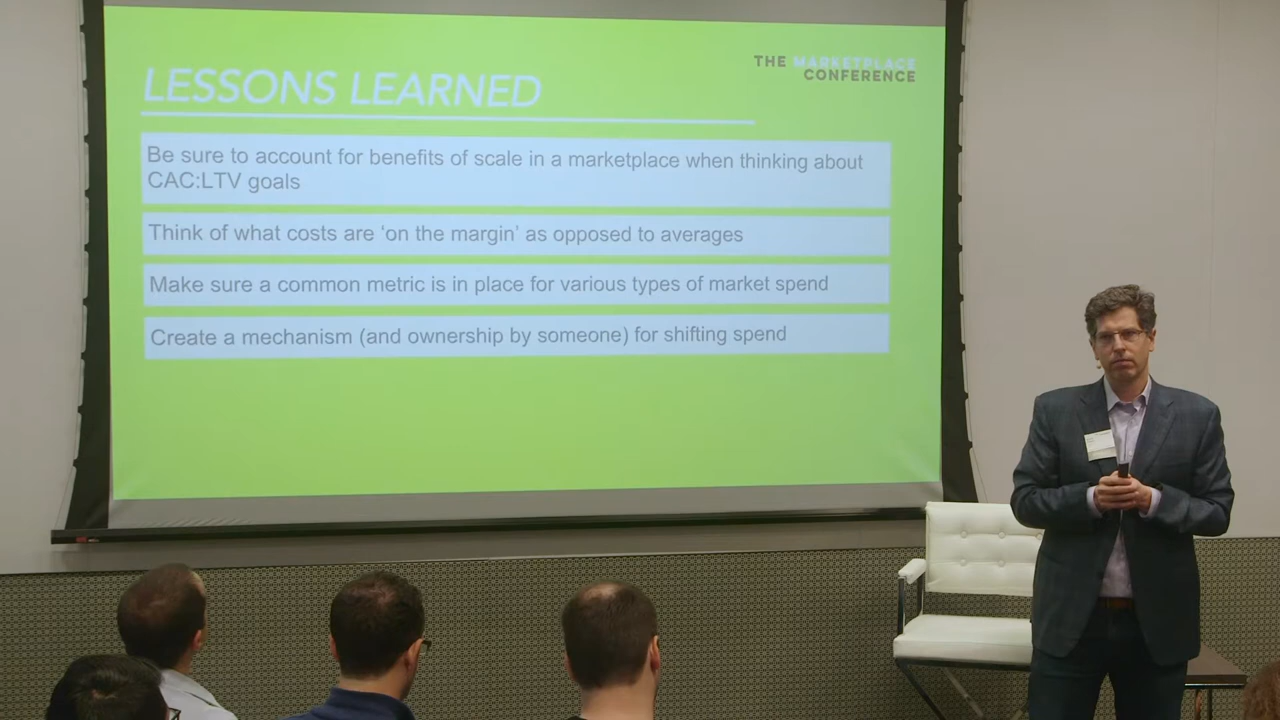 LESSONS LEARNED
THE MARKETPLACE
CONFERENCE
Be sure to account for benefits of scale in a marketplace when thinking about
CAC:LTV goals
Think of what costs are ‘on the margin’ as opposed to averages
Make sure a common metric is in place for various types of market spend
Create a mechanism (and ownership by someone) for shifting spend